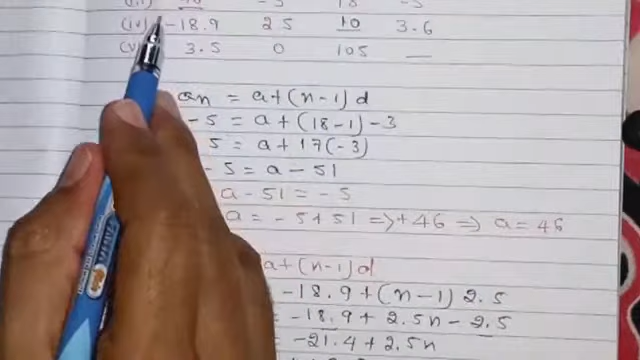 (iv) -18.9 2.5 10 3.6
(v) 3.5 0 105 __
an = a+(n-1)d
-5 = a+(18-1)-3
5 = a+17(-3)
-5 = a-51
a-51 = -5
a = -5+51 => +46 => a = 46
a+(n-1)d
-18.9+(n-1)2.5
= -18.9 + 2.5n - 2.5
= -21.4 + 2.5n